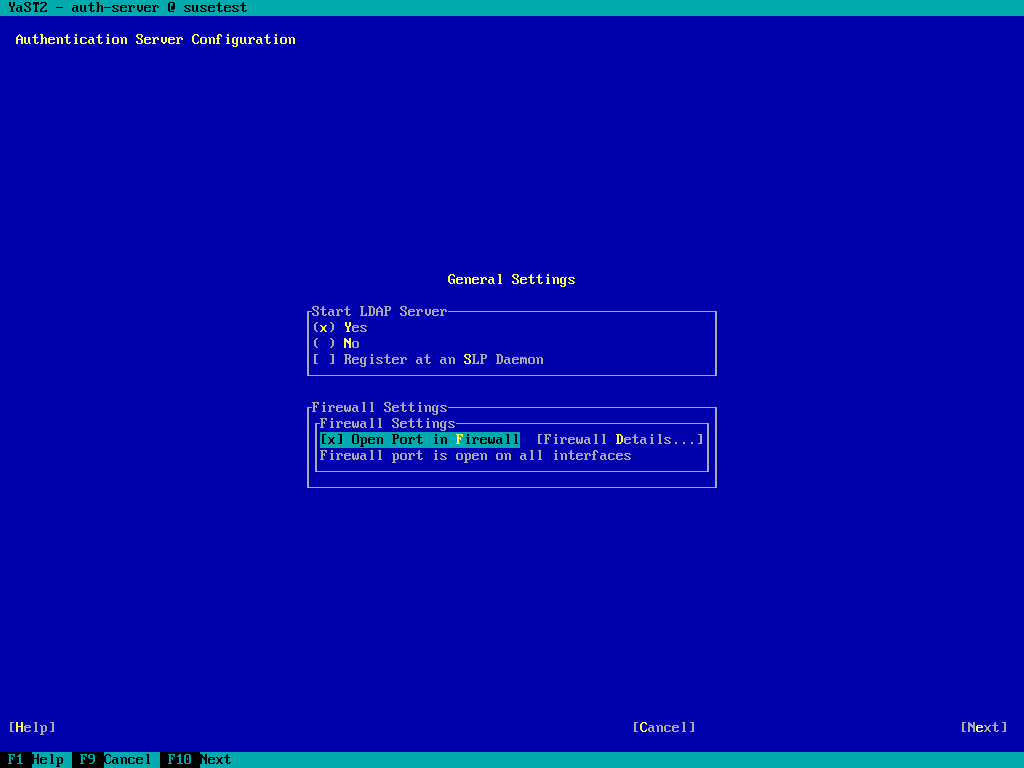 YaST2 - auth-server @ susetest
Authentication Server Configuration
General Settings
Start LDAP Server
(x) Yes
( ) No
[ ] Register at an SLP Daemon
Firewall Settings
Firewall Settings
[x] Open Port in Firewall [Firewall Details...]
Firewall port is open on all interfaces
[Help] [Cancel] [Next]
F1 Help F9 Cancel F10 Next